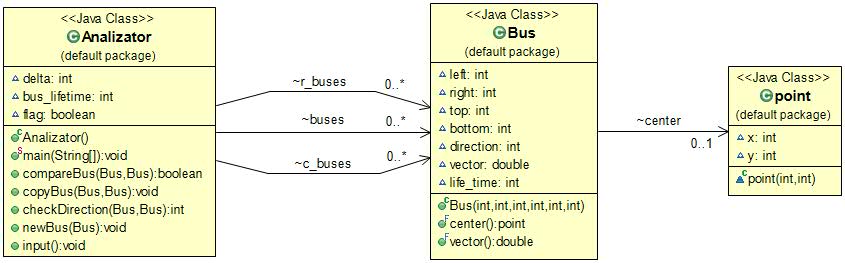 <<Java Class>>
Analizator
(default package)
delta: int
bus_lifetime: int
flag: boolean
Analizator()
main(String[]):void
compareBus(Bus,Bus):boolean
copyBus(Bus,Bus):void
checkDirection(Bus,Bus):int
newBus(Bus):void
input():void
~r_buses
0..*
~buses
0..*
~c_buses
0..*
<<Java Class>>
Bus
(default package)
left: int
right: int
top: int
bottom: int
direction: int
vector: double
life_time: int
Bus(int,int,int,int,int,int)
center():point
vector():double
~center
0..1
<<Java Class>>
point
(default package)
x: int
y: int
point(int,int)